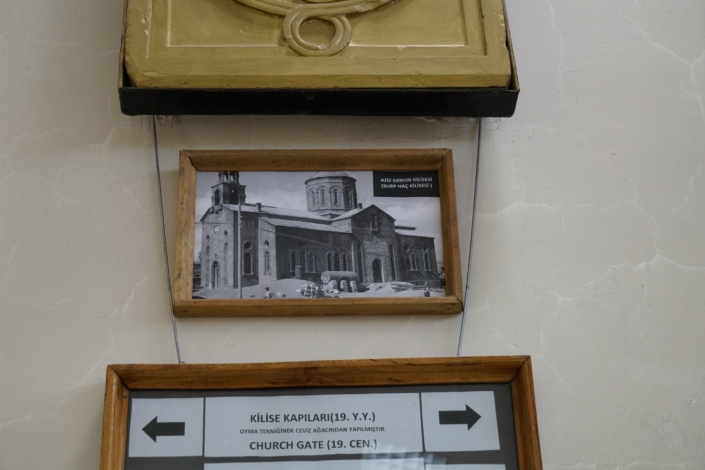 AZİZ KRİKOR KİLİSESİ
(SURP HAÇ KİLİSESİ )
KİLİSE KAPILARI(19. Y.Y.)
OYMA TEKNİĞİNDE CEVİZ AĞACINDAN YAPILMIŞTIR.
CHURCH GATE (19. CEN.)